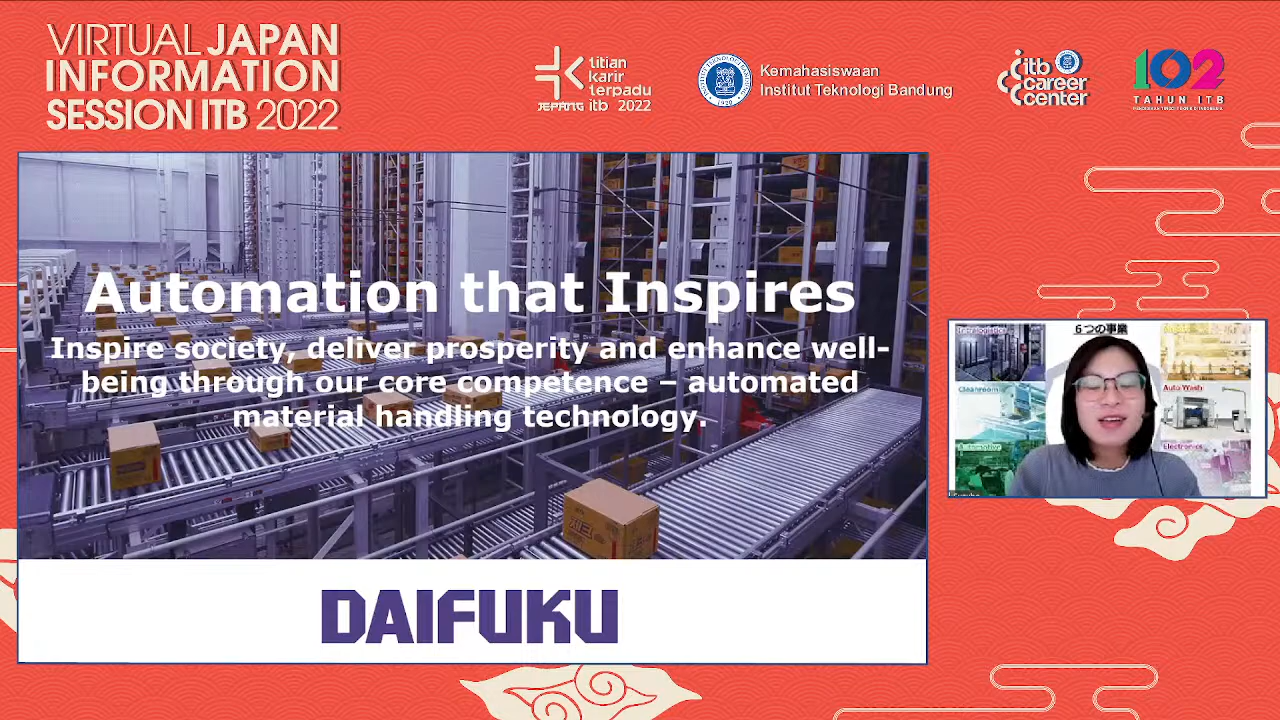 VIRTUAL JAPAN
INFORMATION
SESSION ITB 2022
titian
karir
terpadu
JEPANG itb 2022
Kemahasiswaan
Institut Teknologi Bandung
itb
career
center
102
TAHUN ITB
Automation that Inspires
Inspire society, deliver prosperity and enhance well-
being through our core competence – automated
material handling technology.
DAIFUKU
6つの事業
Intralogistics
Cleanroom
Auto Wash
Automotive
Electronics